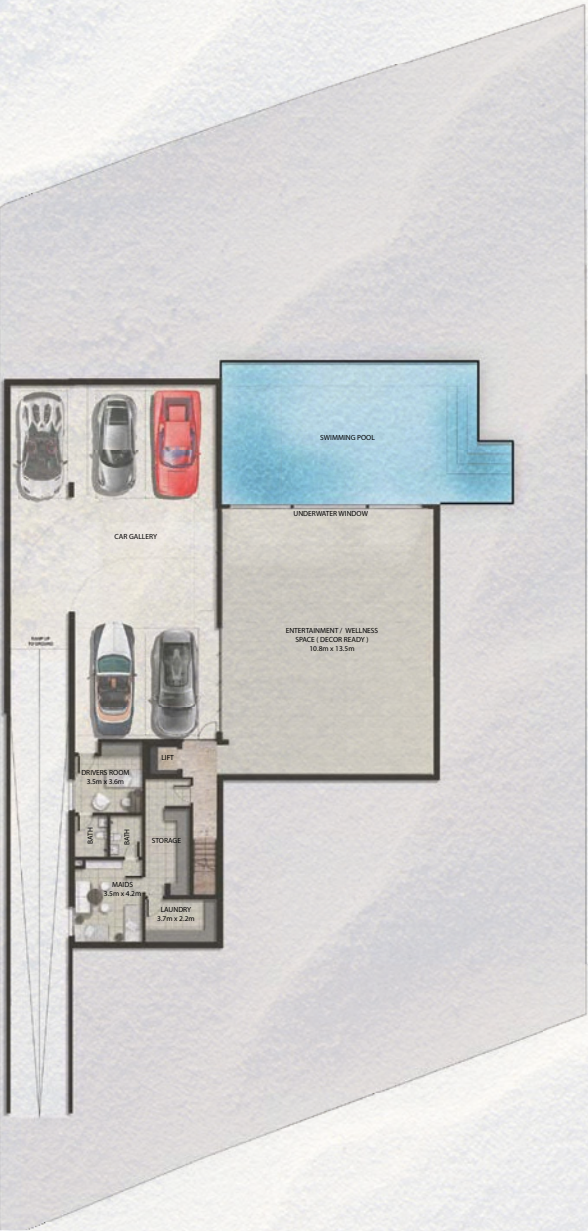 SWIMMING POOL
UNDERWATER WINDOW
CAR GALLERY
ENTERTAINMENT / WELLNESS
SPACE ( DECOR READY )
10.8m x 13.5m
RAMP UP
TO GROUND
LIFT
DRIVERS ROOM
3.5m x 3.6m
BATH
BATH
STORAGE
MAIDS
3.5m x 4.2m
LAUNDRY
3.7m x 2.2m